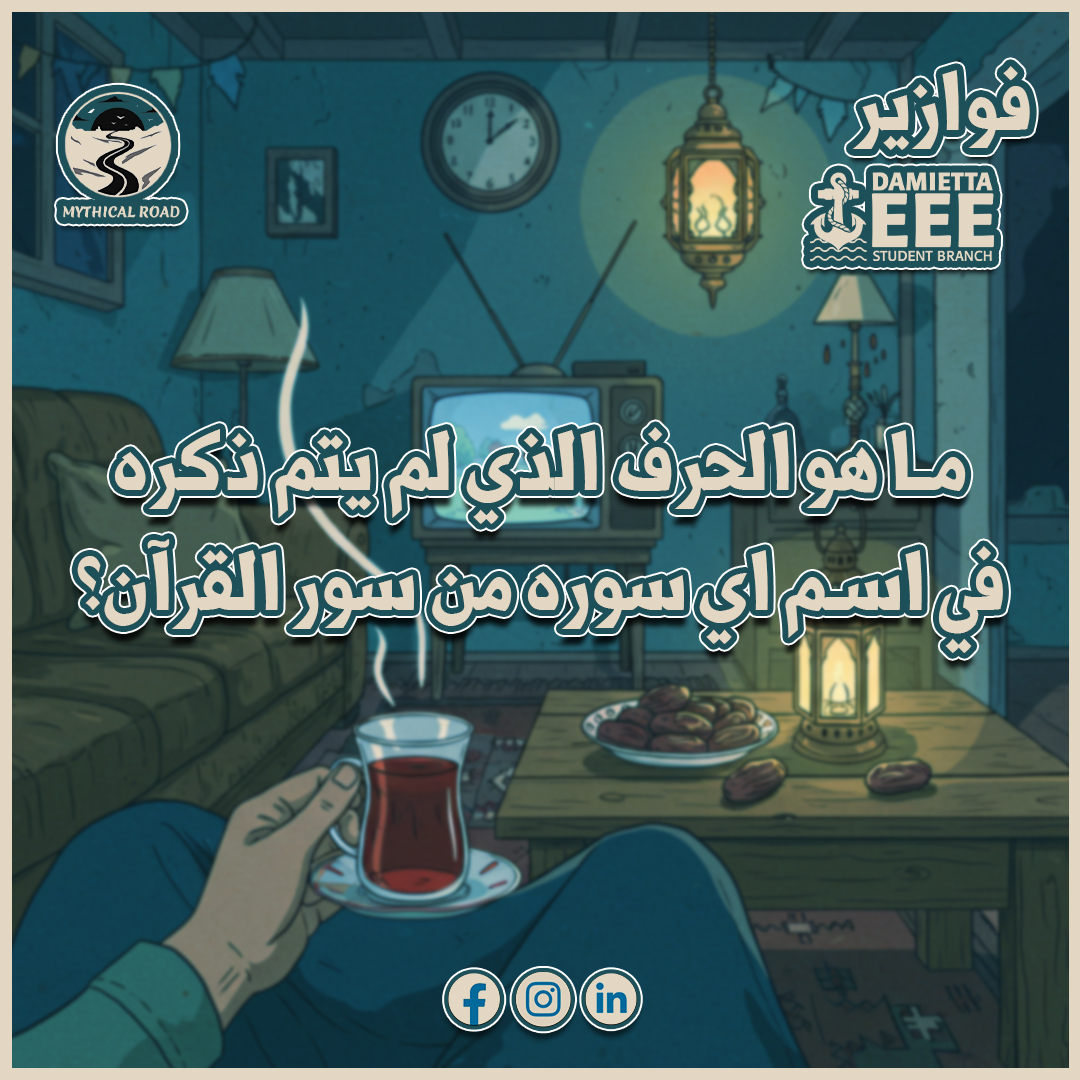 فوازير
DAMIETTA
EEE
STUDENT BRANCH
MYTHICAL ROAD
ما هو الحرف الذي لم يتم ذكره
في اسم اي سوره من سور القرآن؟